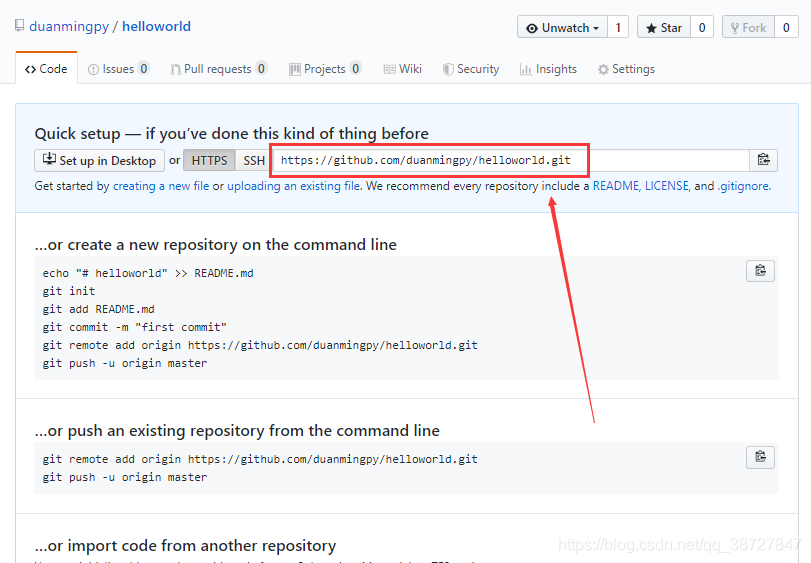 duanmingpy / helloworld
Unwatch 1 Star 0 Fork 0
Code Issues 0 Pull requests 0 Projects 0 Wiki Security Insights Settings
Quick setup — if you've done this kind of thing before
Set up in Desktop or HTTPS SSH https://github.com/duanmingpy/helloworld.git
Get started by creating a new file or uploading an existing file. We recommend every repository include a README, LICENSE, and .gitignore.
...or create a new repository on the command line
echo "# helloworld" >> README.md
git init
git add README.md
git commit -m "first commit"
git remote add origin https://github.com/duanmingpy/helloworld.git
git push -u origin master
...or push an existing repository from the command line
git remote add origin https://github.com/duanmingpy/helloworld.git
git push -u origin master
...or import code from another repository
https://blog.csdn.net/qq_38727847